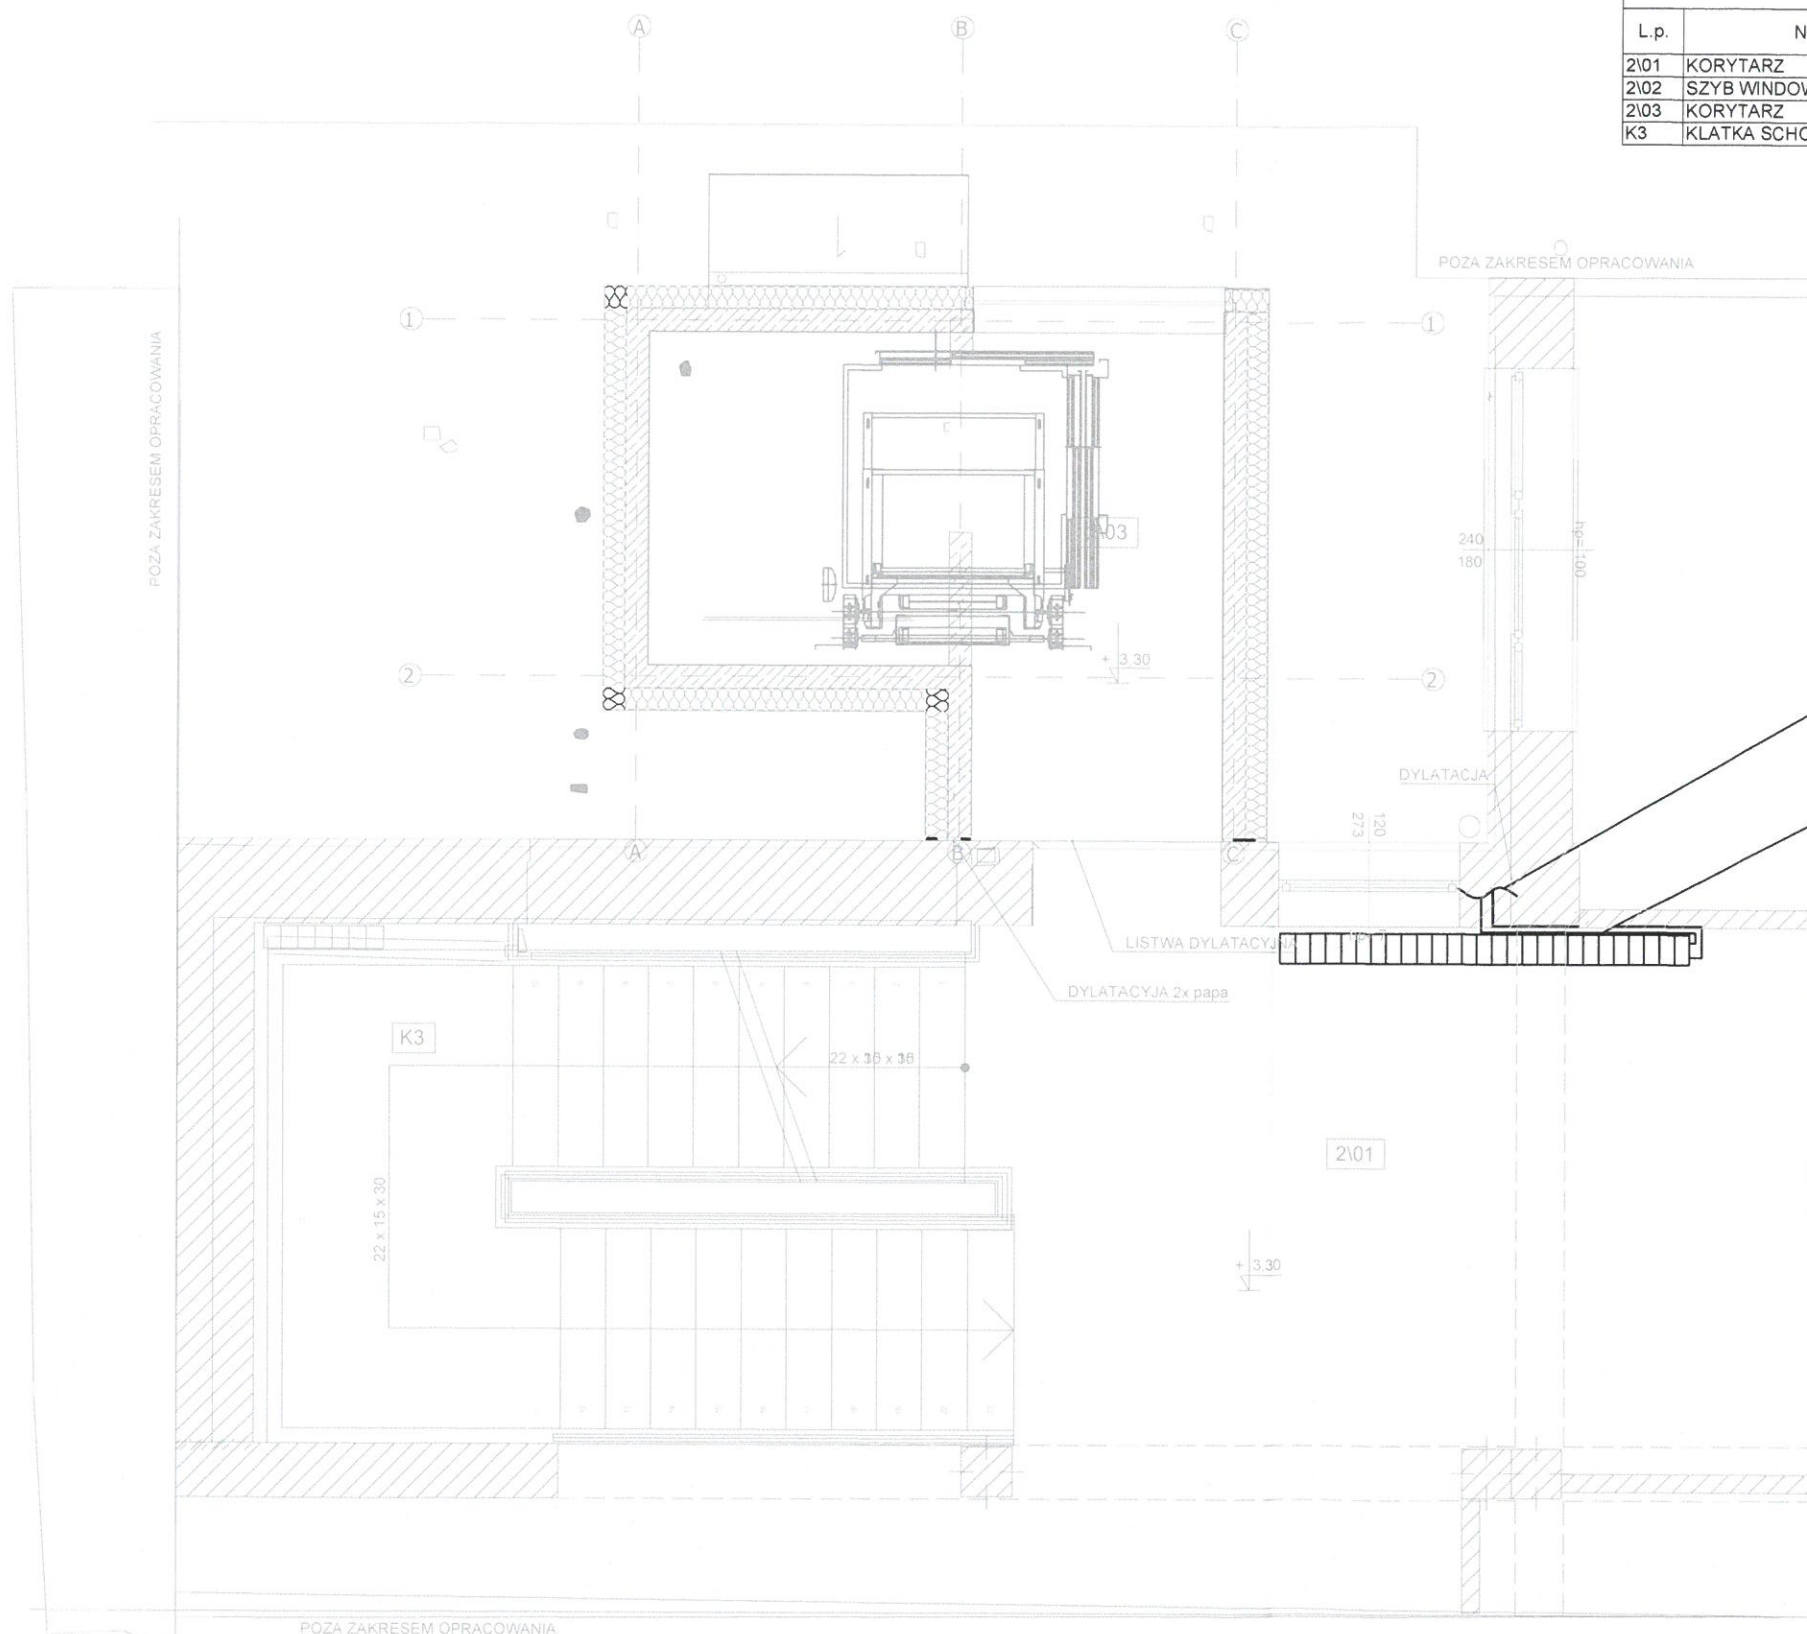 L.p.
N
2\01 KORYTARZ
2\02 SZYB WINDOW
2\03 KORYTARZ
K3 KLATKA SCHO
A
B
C
POZA ZAKRESEM OPRACOWANIA
POZA ZAKRESEM OPRACOWANIA
1
1
\03
240
180
hp=100
+ 3.30
2
2
DYLATACJA
120
273
A
B
C
LISTWA DYLATACYJNA
DYLATACYJA 2x papa
K3
22 x
2\01
22 x 15 x 30
+ 3.30
POZA ZAKRESEM OPRACOWANIA